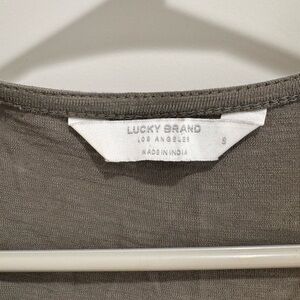 LUCKY BRAND
LOS ANGELES
S
MADE IN INDIA